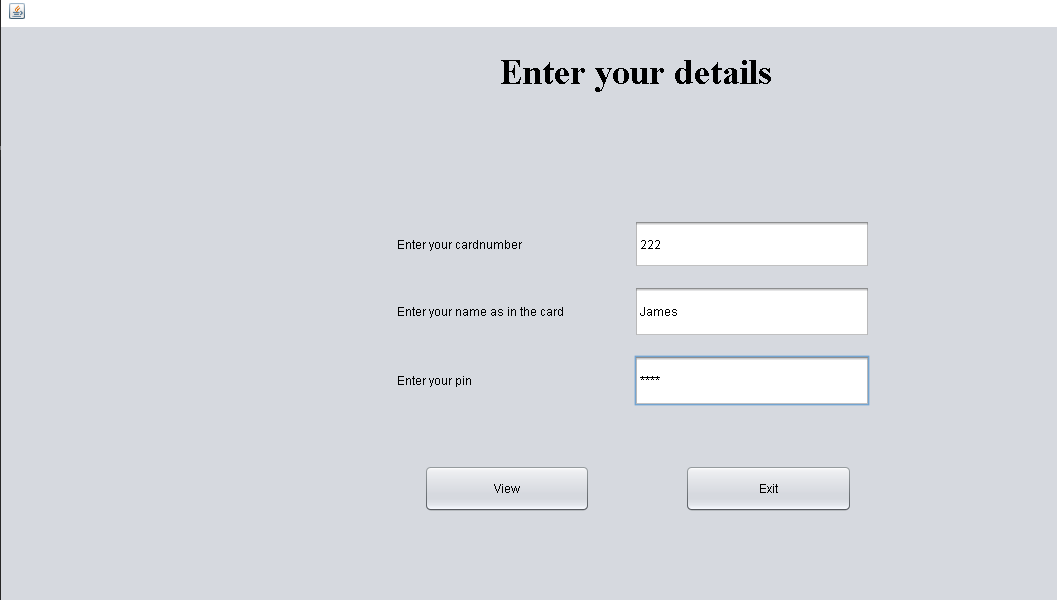 Enter your details
Enter your cardnumber 222
Enter your name as in the card James
Enter your pin ****
View Exit